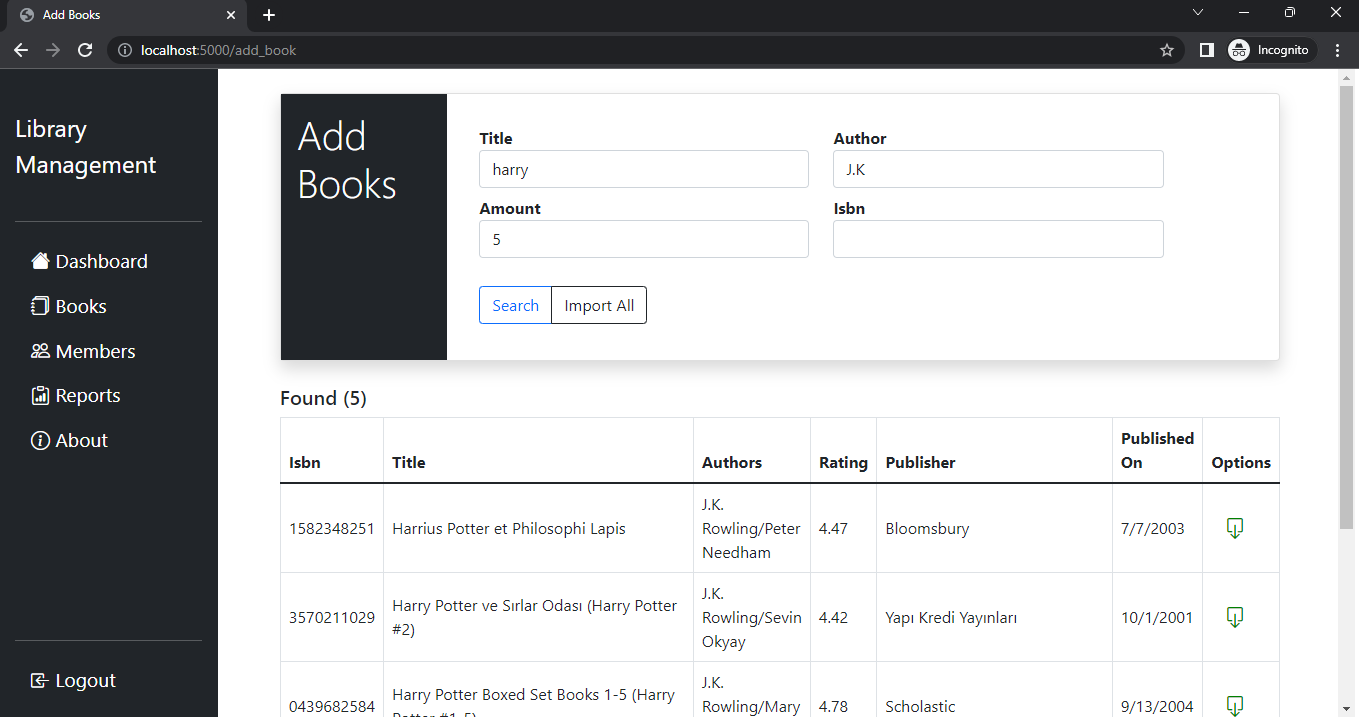 Add Books
localhost:5000/add_book
Incognito
Library
Management
Dashboard
Books
Members
Reports
About
Logout
Add
Books
Title
Author
harry
J.K
Amount
Isbn
5
Search
Import All
Found (5)
Isbn
Title
Authors
Rating
Publisher
Published
On
Options
1582348251
Harrius Potter et Philosophi Lapis
J.K.
Rowling/Peter
Needham
4.47
Bloomsbury
7/7/2003
3570211029
Harry Potter ve Sırlar Odası (Harry Potter
#2)
J.K.
Rowling/Sevin
Okyay
4.42
Yapı Kredi Yayınları
10/1/2001
0439682584
Harry Potter Boxed Set Books 1-5 (Harry
Potter #1-5)
J.K.
Rowling/Mary
4.78
Scholastic
9/13/2004